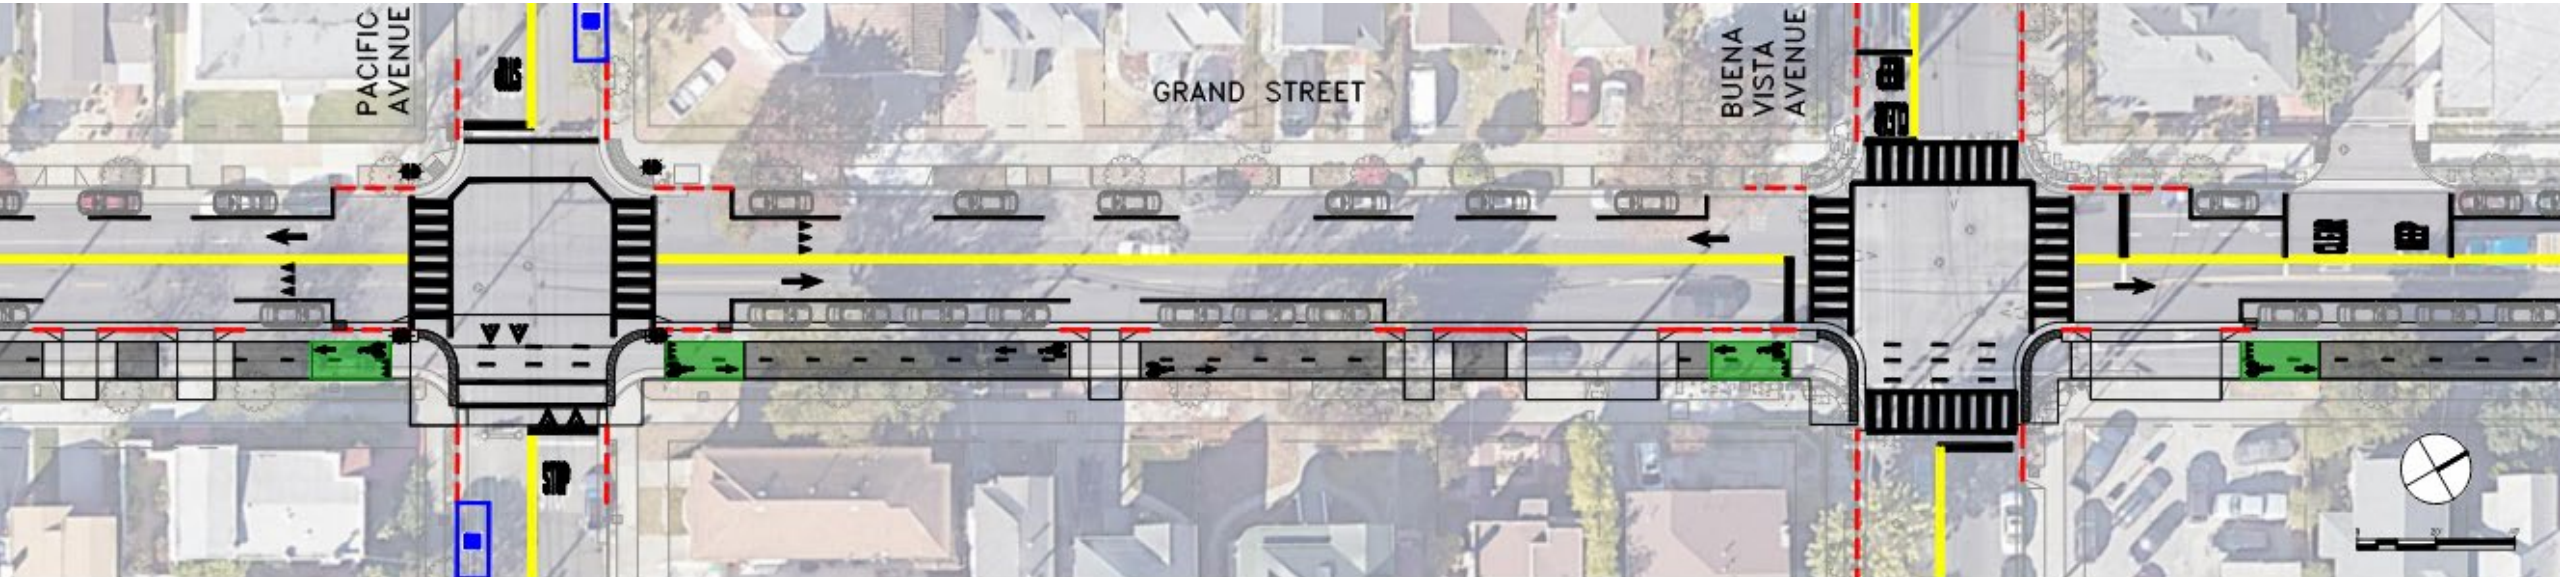 PACIFIC
AVENUE
GRAND STREET
BUENA
VISTA
AVENUE